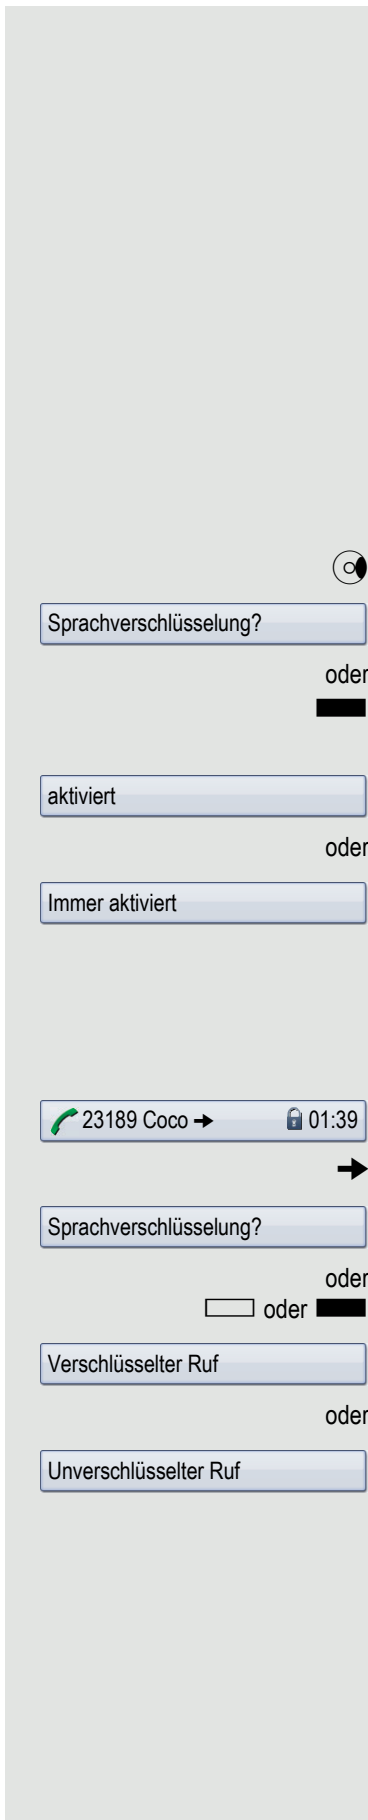 Sprachverschlüsselung?
oder
aktiviert
oder
Immer aktiviert
23189 Coco → 01:39
→
Sprachverschlüsselung?
oder
oder
Verschlüsselter Ruf
oder
Unverschlüsselter Ruf